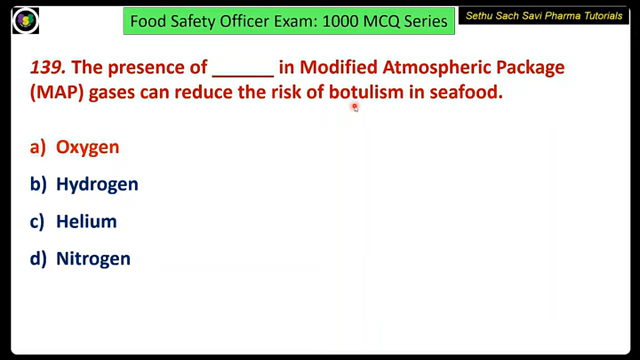 Food Safety Officer Exam: 1000 MCQ Series
Sethu Sach Savi Pharma Tutorials
139. The presence of ______ in Modified Atmospheric Package
(MAP) gases can reduce the risk of botulism in seafood.
a) Oxygen
b) Hydrogen
c) Helium
d) Nitrogen